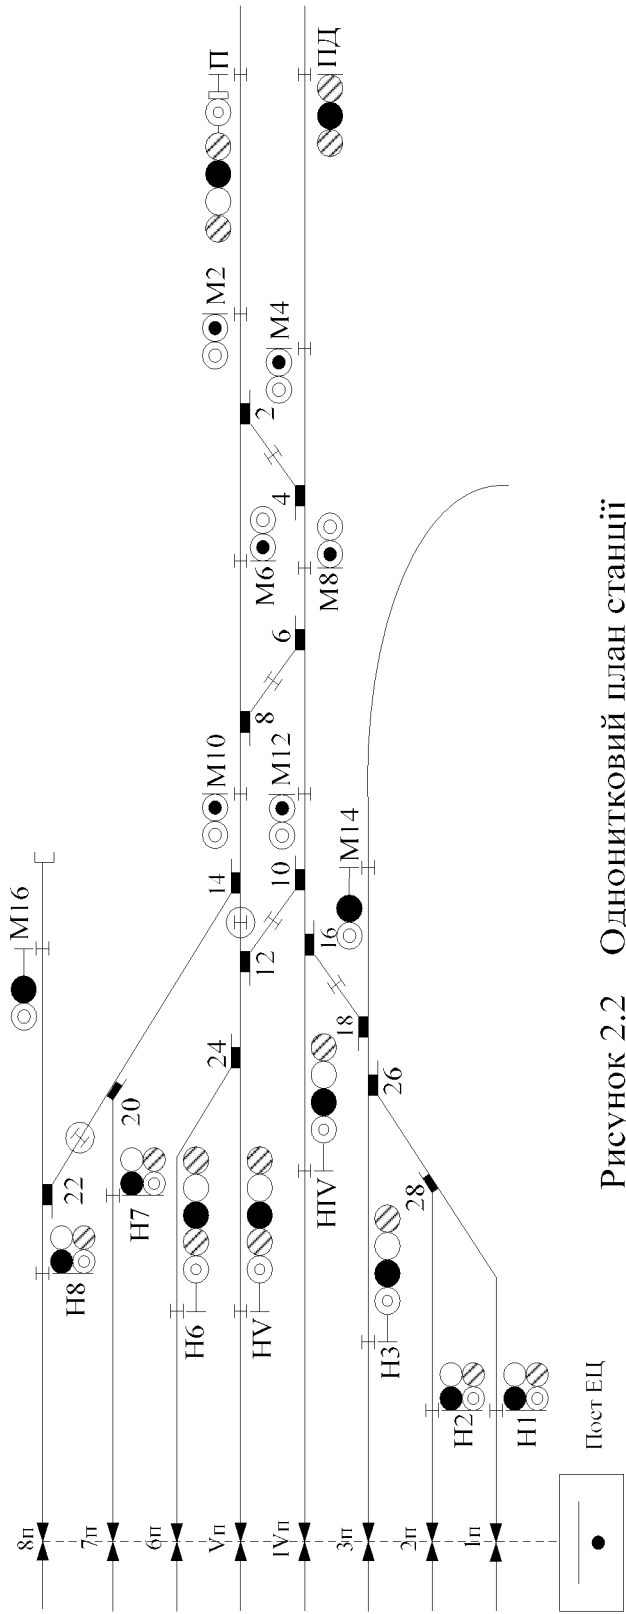 8п
7п
6п
Vп
IVп
3п
2п
1п
Н8
Н7
Н6
НV
НIV
Н3
Н2
Н1
22
20
24
14
12
10
16
18
26
28
8
6
4
2
М16
М10
М12
М14
М6
М8
М2
М4
П
ПД
Пост ЕЦ
Рисунок 2.2 Однонитковий план станції